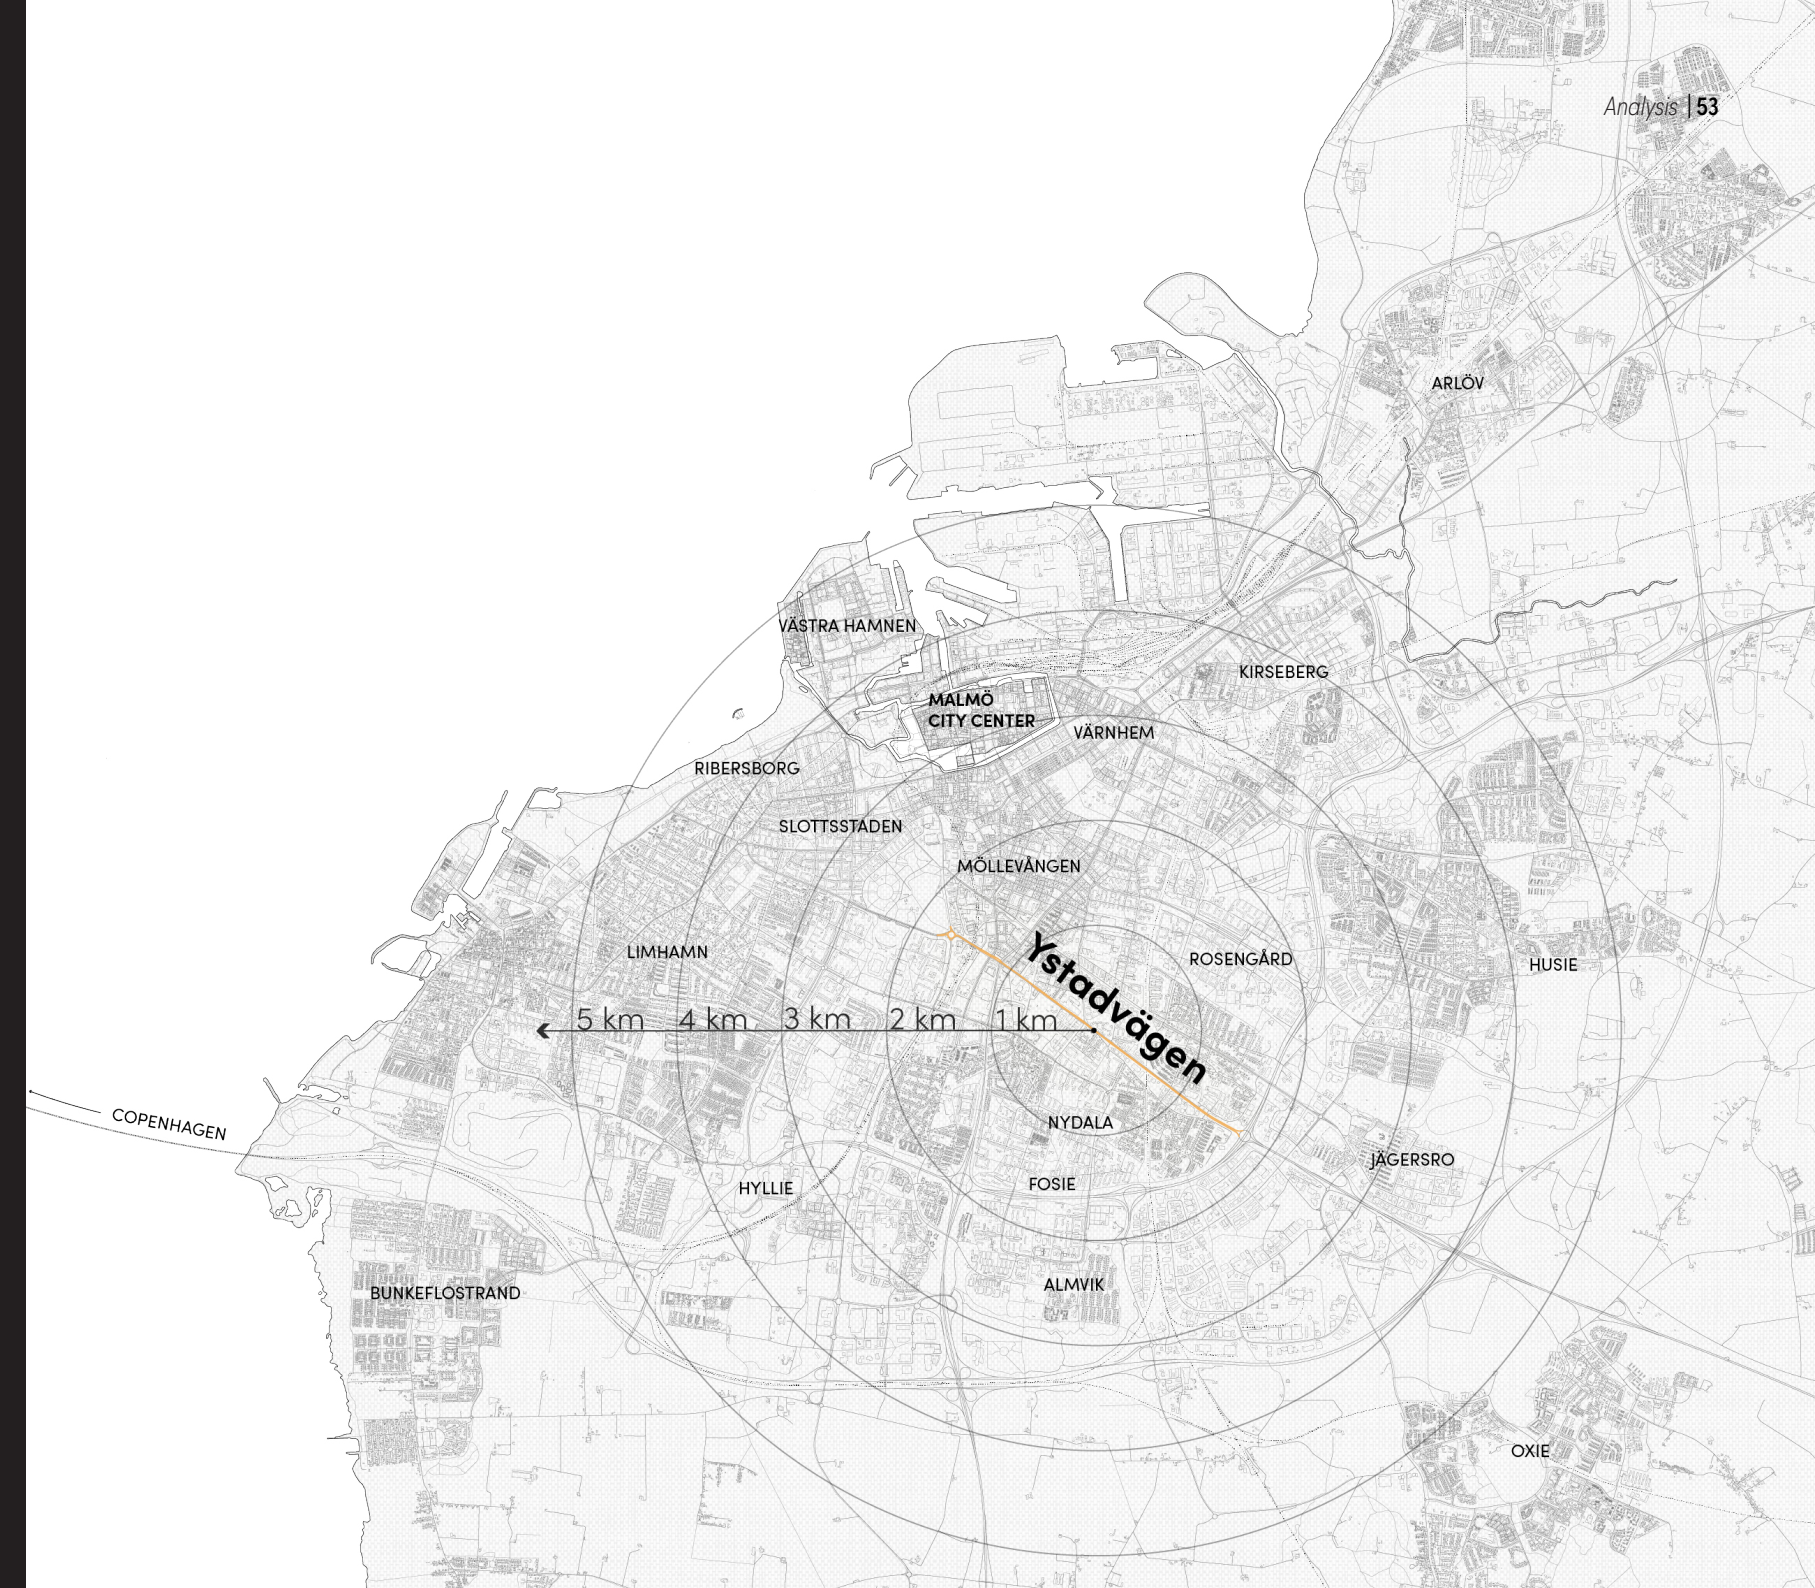 Analysis | 53
ARLÖV
VÄSTRA HAMNEN
KIRSEBERG
MALMÖ
CITY CENTER
VÄRNHEM
RIBERSBORG
SLOTTSSTADEN
MÖLLEVÅNGEN
LIMHAMN
Ystadvägen
ROSENGÅRD
HUSIE
5 km
4 km
3 km
2 km
1 km
COPENHAGEN
NYDALA
JÄGERSRO
HYLLIE
FOSIE
BUNKEFLOSTRAND
ALMVIK
OXIE